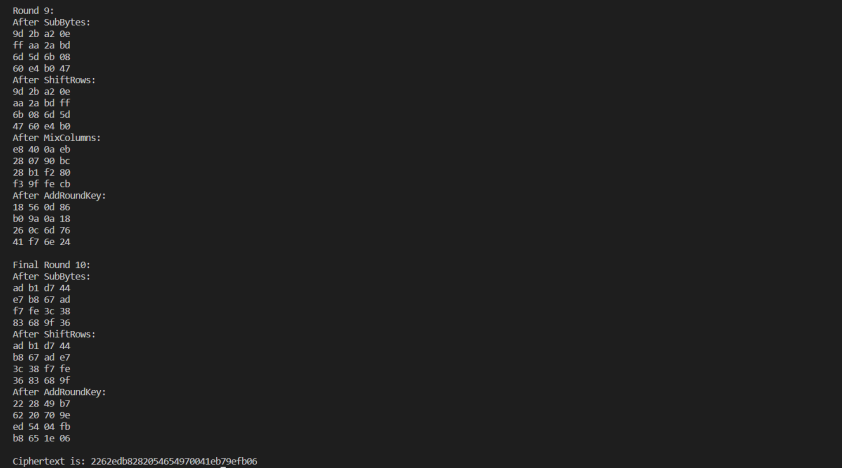 Round 9:
After SubBytes:
9d 2b a2 0e
ff aa 2a bd
6d 5d 6b 08
60 e4 b0 47
After ShiftRows:
9d 2b a2 0e
aa 2a bd ff
6b 08 6d 5d
47 60 e4 b0
After MixColumns:
e8 40 0a eb
28 07 90 bc
28 b1 f2 80
f3 9f fe cb
After AddRoundKey:
18 56 0d 86
b0 9a 0a 18
26 0c 6d 76
41 f7 6e 24
Final Round 10:
After SubBytes:
ad b1 d7 44
e7 b8 67 ad
f7 fe 3c 38
83 68 9f 36
After ShiftRows:
ad b1 d7 44
b8 67 ad e7
3c 38 f7 fe
36 83 68 9f
After AddRoundKey:
22 28 49 b7
62 20 70 9e
ed 54 04 fb
b8 65 1e 06
Ciphertext is: 2262edb8282054654970041eb79efb06